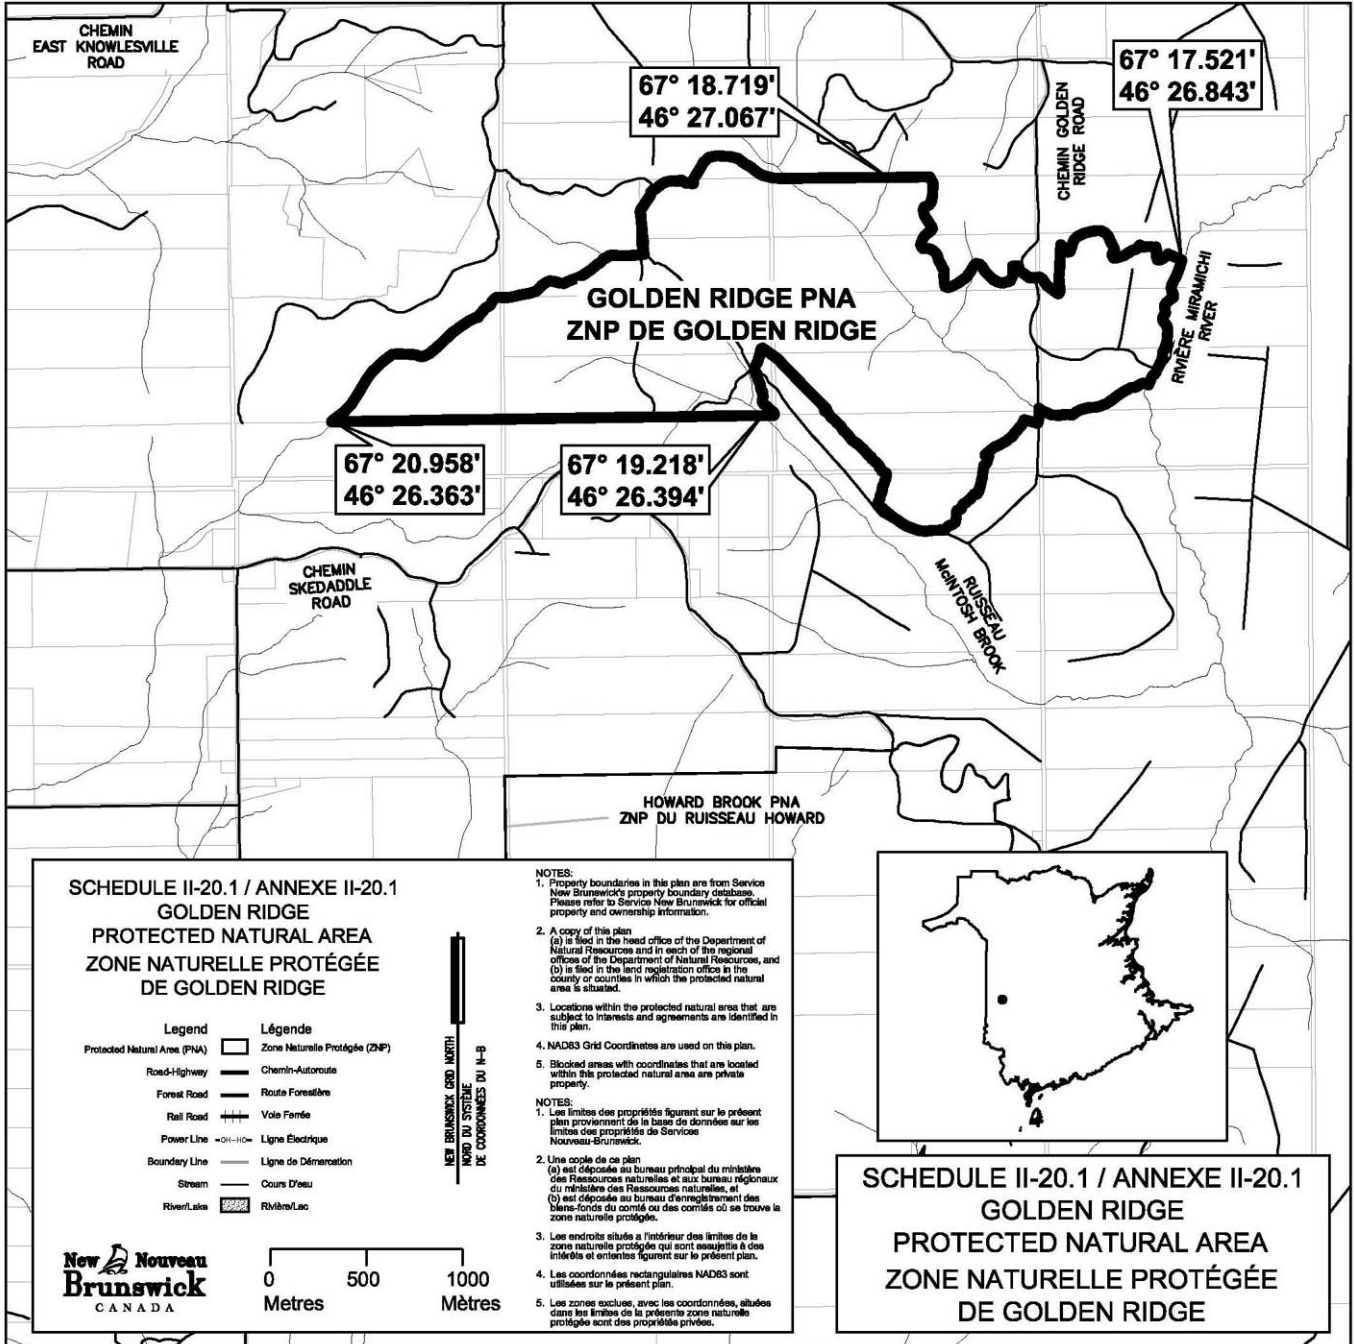 CHEMIN
EAST KNOWLESVILLE
ROAD
67° 18.719'
46° 27.067'
67° 17.521'
46° 26.843'
CHEMIN GOLDEN
RIDGE ROAD
RIVIÈRE MIRAMICHI
RIVER
GOLDEN RIDGE PNA
ZNP DE GOLDEN RIDGE
67° 20.958'
46° 26.363'
67° 19.218'
46° 26.394'
CHEMIN
SKEDADDLE
ROAD
RUISSEAU
McINTOSH BROOK
HOWARD BROOK PNA
ZNP DU RUISSEAU HOWARD
SCHEDULE II-20.1 / ANNEXE II-20.1
GOLDEN RIDGE
PROTECTED NATURAL AREA
ZONE NATURELLE PROTÉGÉE
DE GOLDEN RIDGE
Legend Légende
Protected Natural Area (PNA) Zone Naturelle Protégée (ZNP)
Road-Highway Chemin-Autoroute
Forest Road Route Forestière
Rail Road Voie Ferrée
Power Line -OH-HO- Ligne Électrique
Boundary Line Ligne de Démarcation
Stream Cours D'eau
River/Lake Rivière/Lac
NEW BRUNSWICK GRID NORTH
NORD DU SYSTÈME
DE COORDONNÉES DU N-B
New Nouveau
Brunswick
CANADA
0 500 1000
Metres Mètres
NOTES:
1. Property boundaries in this plan are from Service
New Brunswick's property boundary database.
Please refer to Service New Brunswick for official
property and ownership information.
2. A copy of this plan
(a) is filed in the head office of the Department of
Natural Resources and in each of the regional
offices of the Department of Natural Resources, and
(b) is filed in the land registration office in the
county or counties in which the protected natural
area is situated.
3. Locations within the protected natural area that are
subject to interests and agreements are identified in
this plan.
4. NAD83 Grid Coordinates are used on this plan.
5. Blocked areas with coordinates that are located
within this protected natural area are private
property.
NOTES:
1. Les limites des propriétés figurant sur le présent
plan proviennent de la base de données sur les
limites des propriétés de Services
Nouveau-Brunswick.
2. Une copie de ce plan
(a) est déposée au bureau principal du ministère
des Ressources naturelles et aux bureau régionaux
du ministère des Ressources naturelles, et
(b) est déposée au bureau d'enregistrement des
biens-fonds du comté ou des comtés où se trouve la
zone naturelle protégée.
3. Les endroits situés a l'intérieur des limites de la
zone naturelle protégée qui sont assujettis à des
intérêts et ententes figurent sur le présent plan.
4. Les coordonnées rectangulaires NAD83 sont
utilisées sur le présent plan.
5. Les zones exclues, avec les coordonnées, situées
dans les limites de la présente zone naturelle
protégée sont des propriétés privées.
SCHEDULE II-20.1 / ANNEXE II-20.1
GOLDEN RIDGE
PROTECTED NATURAL AREA
ZONE NATURELLE PROTÉGÉE
DE GOLDEN RIDGE